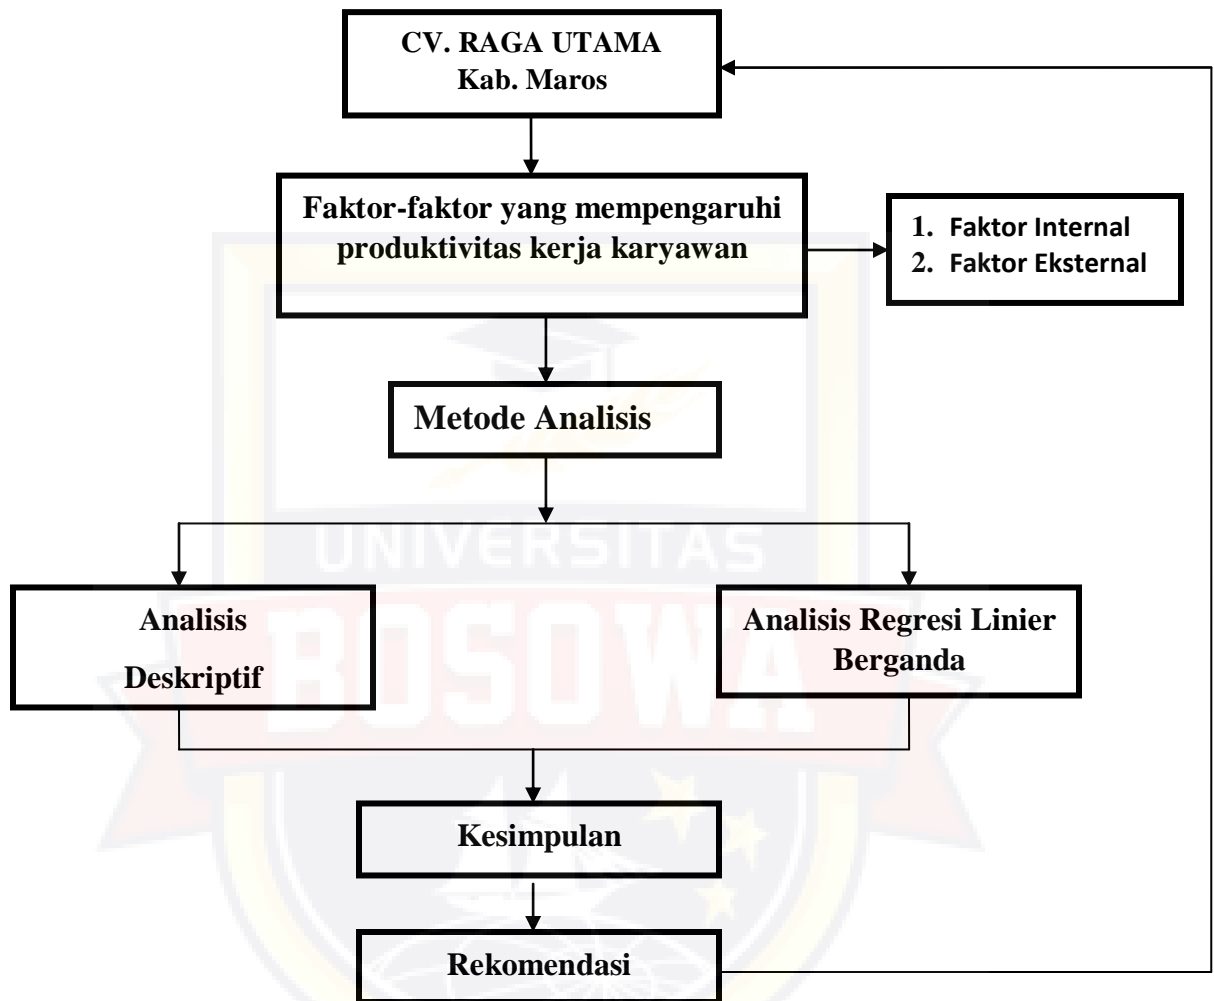 CV. RAGA UTAMA
Kab. Maros
Faktor-faktor yang mempengaruhi
produktivitas kerja karyawan
1. Faktor Internal
2. Faktor Eksternal
Metode Analisis
UNIVERSITAS
Analisis
Deskriptif
BOSOWA
Analisis Regresi Linier
Berganda
Kesimpulan
Rekomendasi